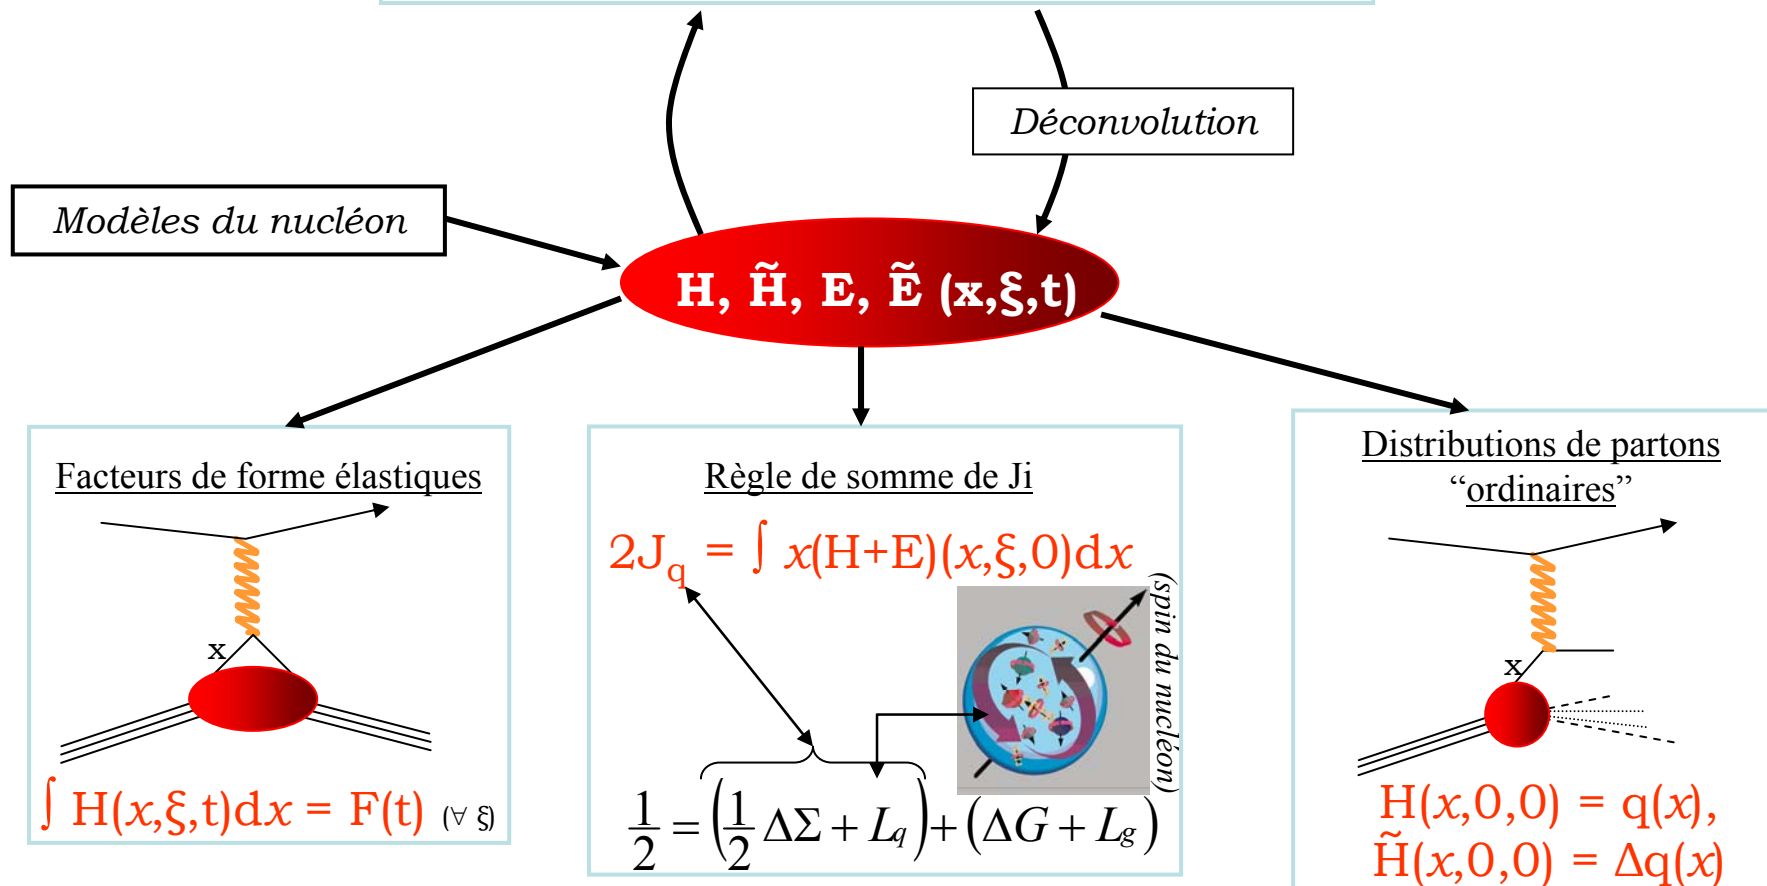 Déconvolution
Modèles du nucléon
H, H̃, E, Ẽ (x,ξ,t)
Facteurs de forme élastiques
x
∫ H(x,ξ,t)dx = F(t) (∀ ξ)
Règle de somme de Ji
2J_q = ∫ x(H+E)(x,ξ,0)dx
(spin du nucléon)
1/2 = (1/2 ΔΣ + L_q) + (ΔG + L_g)
Distributions de partons
“ordinaires”
x
H(x,0,0) = q(x),
H̃(x,0,0) = Δq(x)